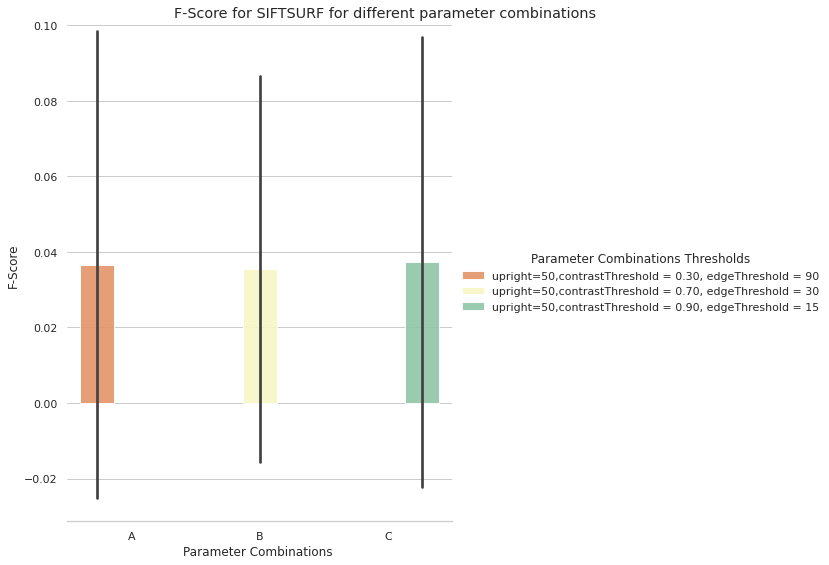 F-Score for SIFTSURF for different parameter combinations
0.10
0.08
0.06
0.04
0.02
0.00
−0.02
F-Score
A B C
Parameter Combinations
Parameter Combinations Thresholds
upright=50,contrastThreshold = 0.30, edgeThreshold = 90
upright=50,contrastThreshold = 0.70, edgeThreshold = 30
upright=50,contrastThreshold = 0.90, edgeThreshold = 15